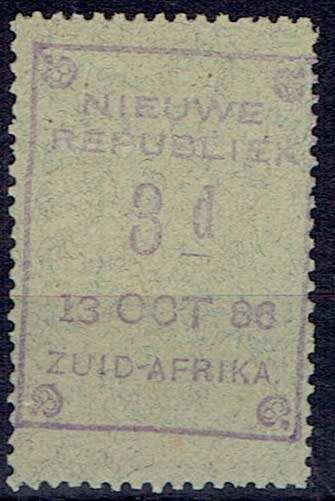 NIEUWE
REPUBLIEK
3 d
13 OCT 86
ZUID-AFRIKA.